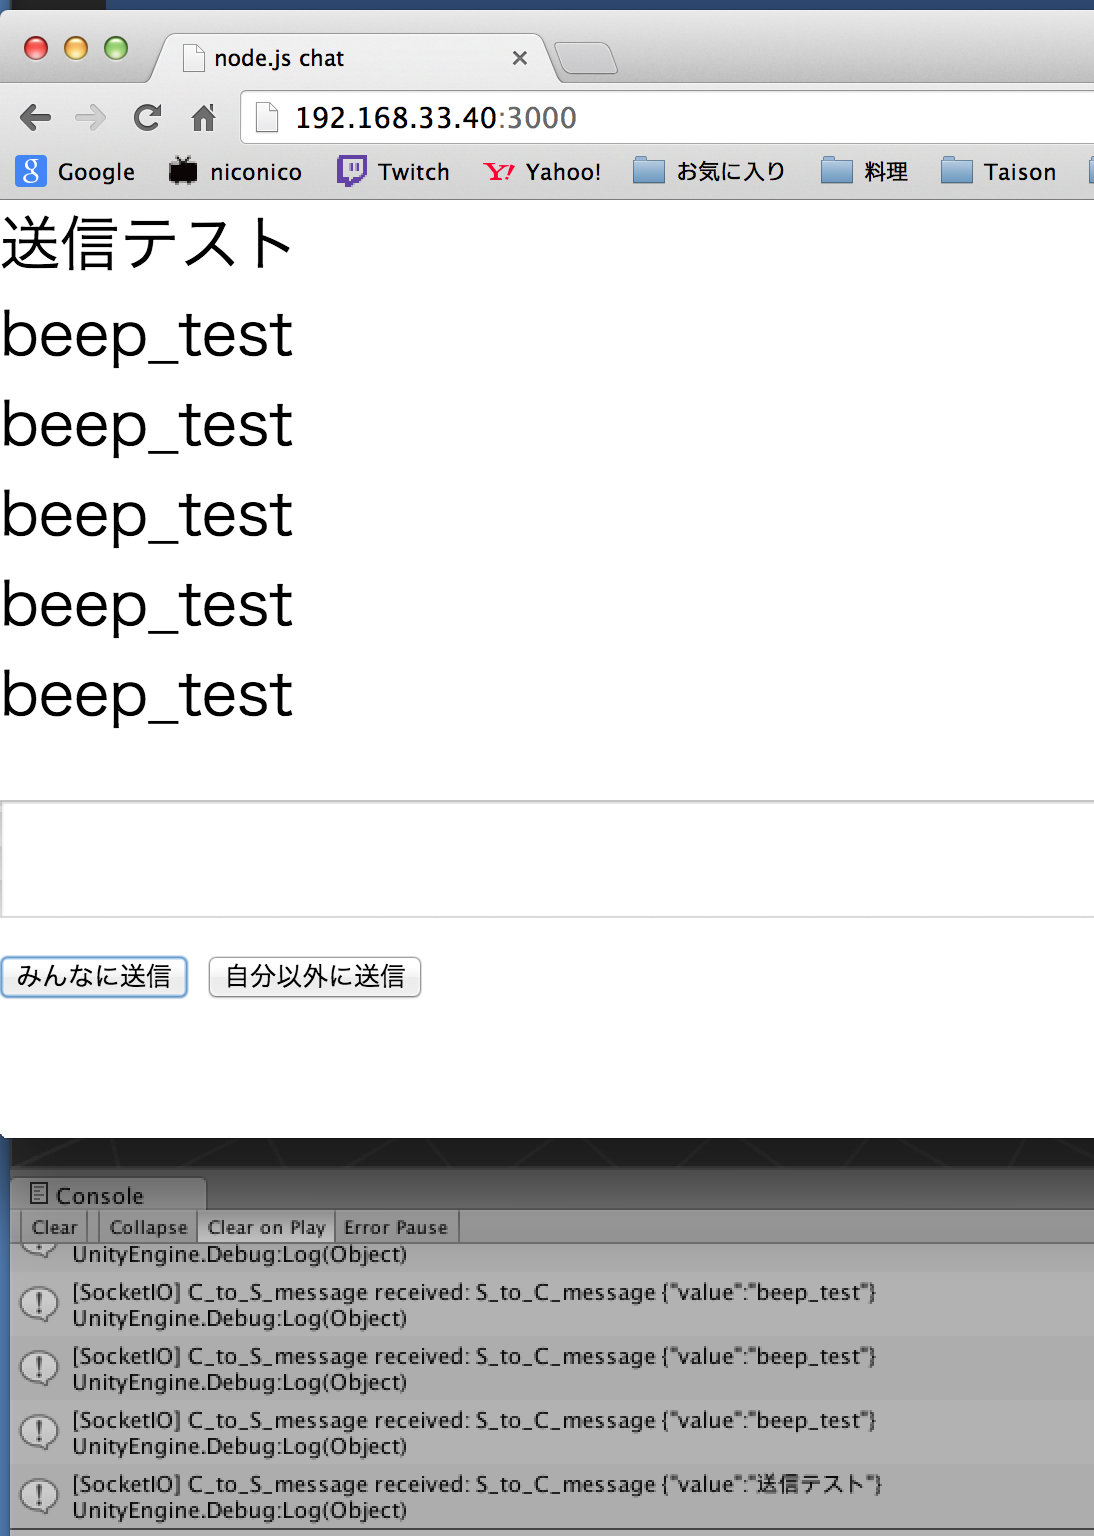 node.js chat
192.168.33.40:3000
Google niconico Twitch Yahoo! お気に入り 料理 Taison
送信テスト
beep_test
beep_test
beep_test
beep_test
beep_test
みんなに送信 自分以外に送信
Console
Clear Collapse Clear on Play Error Pause
UnityEngine.Debug:Log(Object)
[SocketIO] C_to_S_message received: S_to_C_message {"value":"beep_test"}
UnityEngine.Debug:Log(Object)
[SocketIO] C_to_S_message received: S_to_C_message {"value":"beep_test"}
UnityEngine.Debug:Log(Object)
[SocketIO] C_to_S_message received: S_to_C_message {"value":"beep_test"}
UnityEngine.Debug:Log(Object)
[SocketIO] C_to_S_message received: S_to_C_message {"value":"送信テスト"}
UnityEngine.Debug:Log(Object)